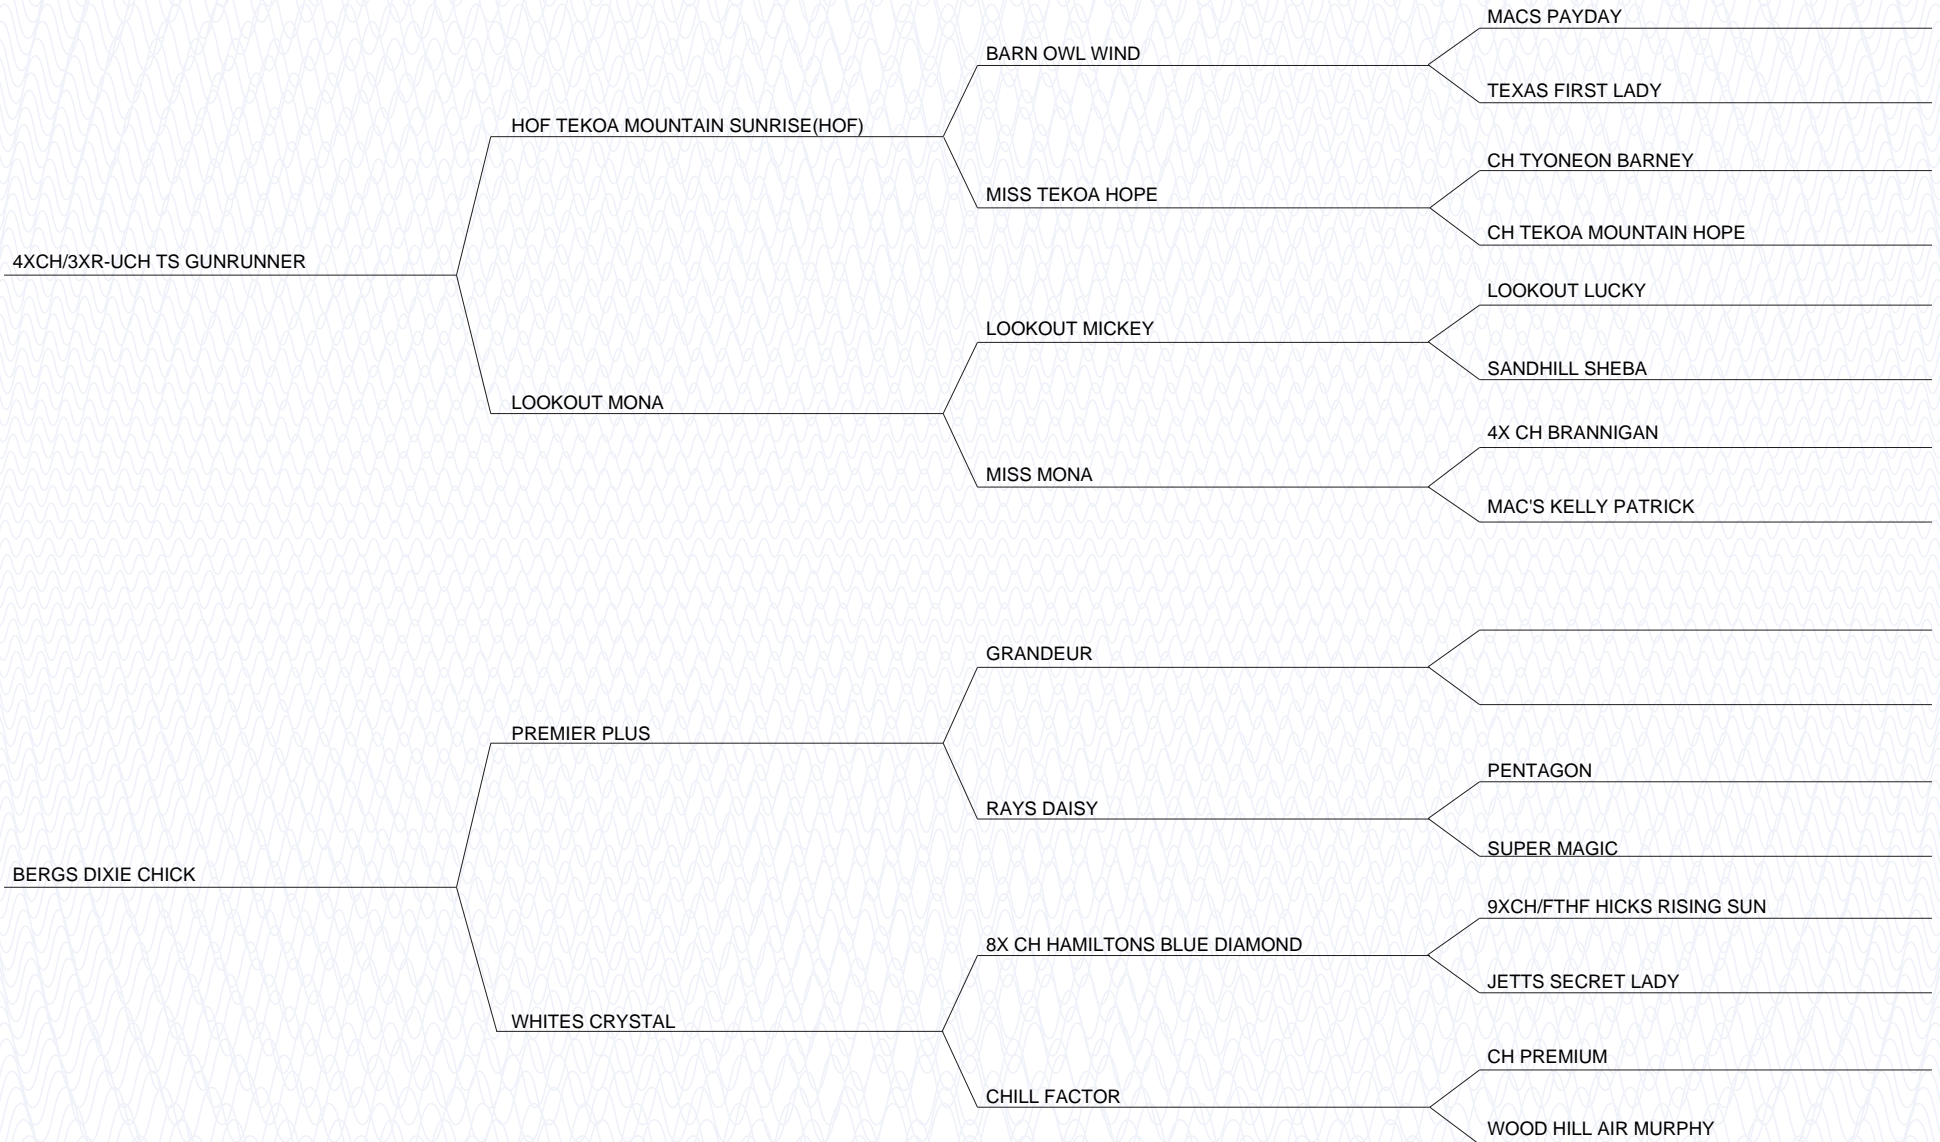 MACS PAYDAY
BARN OWL WIND
TEXAS FIRST LADY
HOF TEKOA MOUNTAIN SUNRISE(HOF)
CH TYONEON BARNEY
MISS TEKOA HOPE
CH TEKOA MOUNTAIN HOPE
4XCH/3XR-UCH TS GUNRUNNER
LOOKOUT LUCKY
LOOKOUT MICKEY
SANDHILL SHEBA
LOOKOUT MONA
4X CH BRANNIGAN
MISS MONA
MAC'S KELLY PATRICK
GRANDEUR
PREMIER PLUS
PENTAGON
RAYS DAISY
SUPER MAGIC
BERGS DIXIE CHICK
9XCH/FTHF HICKS RISING SUN
8X CH HAMILTONS BLUE DIAMOND
JETTS SECRET LADY
WHITES CRYSTAL
CH PREMIUM
CHILL FACTOR
WOOD HILL AIR MURPHY